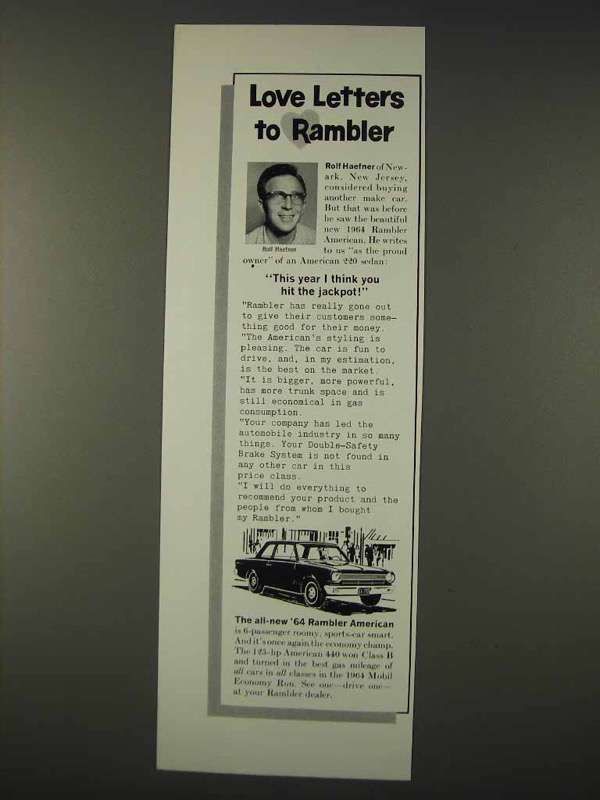 Love Letters
to Rambler
Rolf Haefner of New-
ark, New Jersey,
considered buying
another make car.
But that was before
he saw the beautiful
new 1964 Rambler
American. He writes
to us "as the proud
owner" of an American 220 sedan:
Rolf Haefner
"This year I think you
hit the jackpot!"
"Rambler has really gone out
to give their customers some-
thing good for their money.
"The American's styling is
pleasing. The car is fun to
drive, and, in my estimation,
is the best on the market.
"It is bigger, more powerful,
has more trunk space and is
still economical in gas
consumption.
"Your company has led the
automobile industry in so many
things. Your Double-Safety
Brake System is not found in
any other car in this
price class.
"I will do everything to
recommend your product and the
people from whom I bought
my Rambler."
The all-new '64 Rambler American
is 6-passenger roomy, sports-car smart.
And it's once again the economy champ.
The 125-hp American 440 won Class B
and turned in the best gas mileage of
all cars in all classes in the 1964 Mobil
Economy Run. See one—drive one—
at your Rambler dealer.